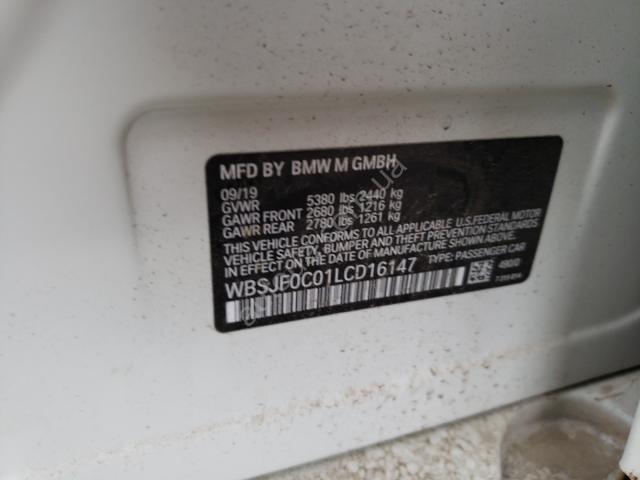 MFD BY BMW M GMBH
09/19
GVWR 5380 lbs 2440 kg
GAWR FRONT 2680 lbs 1216 kg
GAWR REAR 2780 lbs 1261 kg
THIS VEHICLE CONFORMS TO ALL APPLICABLE U.S.FEDERAL MOTOR
VEHICLE SAFETY, BUMPER AND THEFT PREVENTION STANDARDS
IN EFFECT ON THE DATE OF MANUFACTURE SHOWN ABOVE.
WBSJF0C01LCD16147 TYPE: PASSENGER CAR